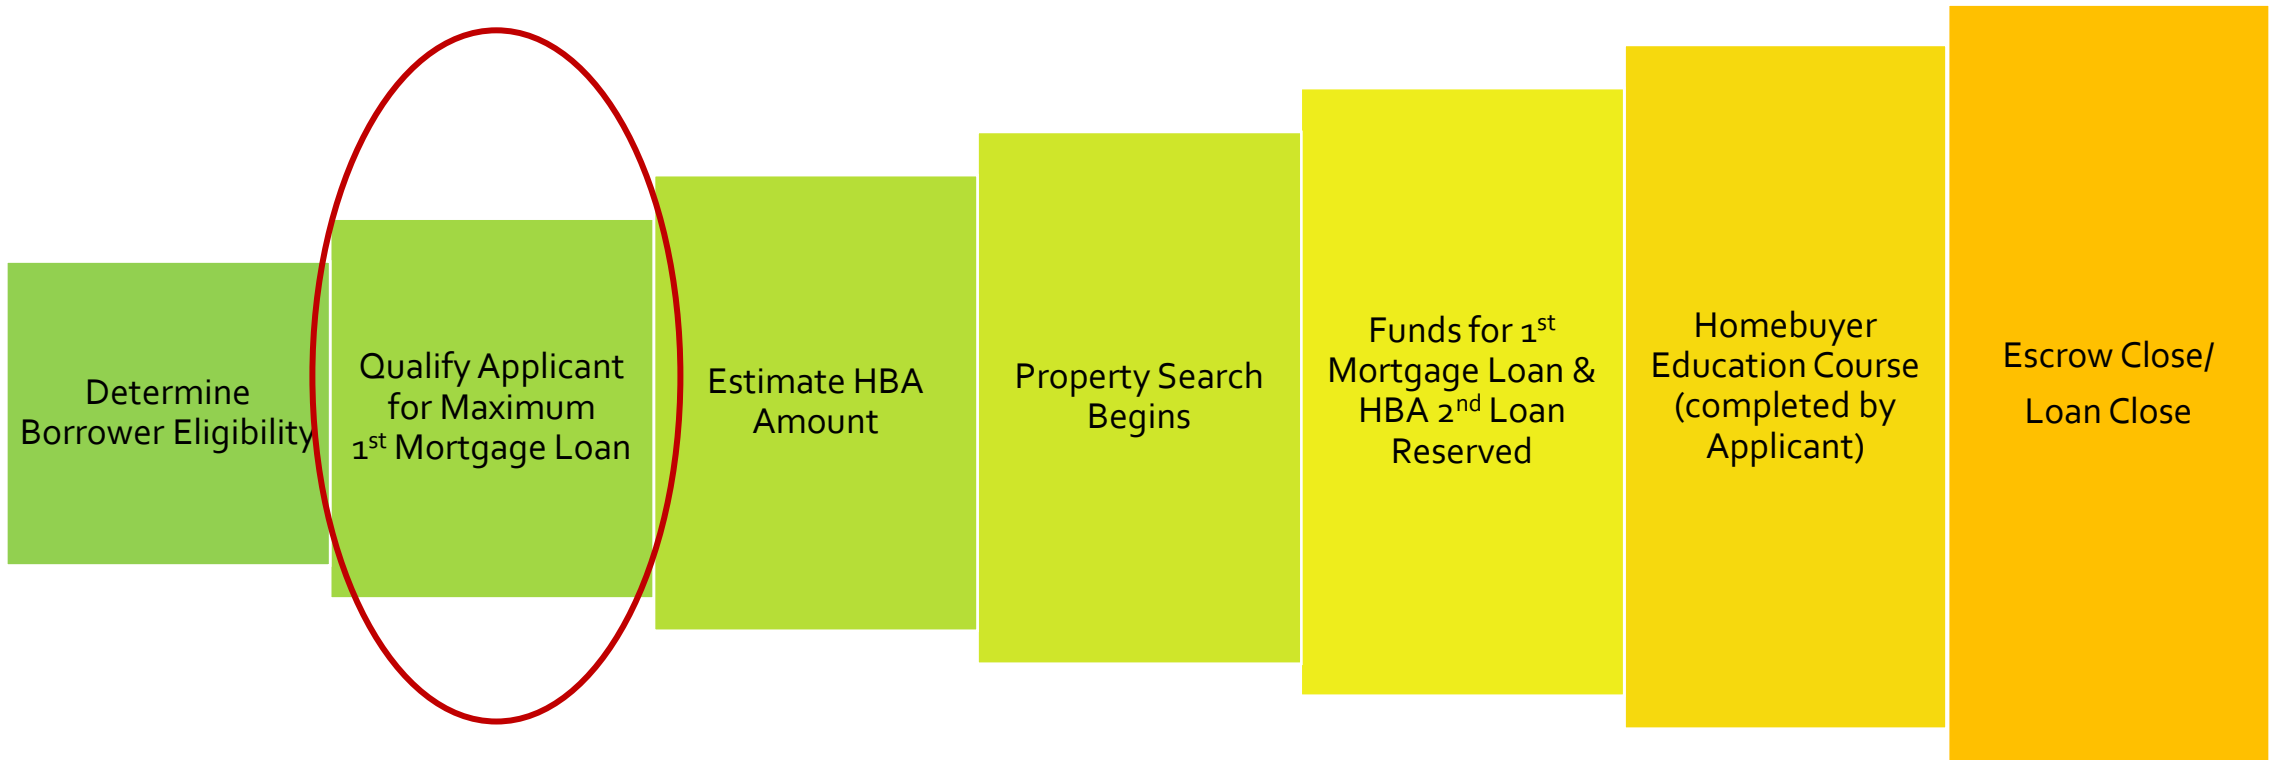 Determine
Borrower Eligibility
Qualify Applicant
for Maximum
1st Mortgage Loan
Estimate HBA
Amount
Property Search
Begins
Funds for 1st
Mortgage Loan &
HBA 2nd Loan
Reserved
Homebuyer
Education Course
(completed by
Applicant)
Escrow Close/
Loan Close